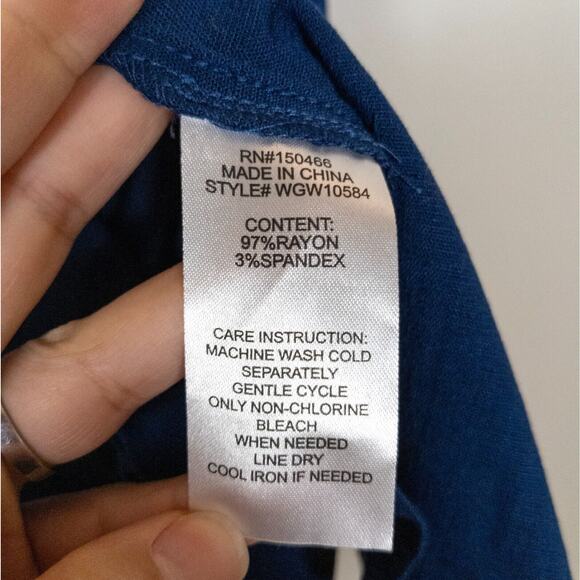 RN#150466
MADE IN CHINA
STYLE# WGW10584
CONTENT:
97%RAYON
3%SPANDEX
CARE INSTRUCTION:
MACHINE WASH COLD
SEPARATELY
GENTLE CYCLE
ONLY NON-CHLORINE
BLEACH
WHEN NEEDED
LINE DRY
COOL IRON IF NEEDED